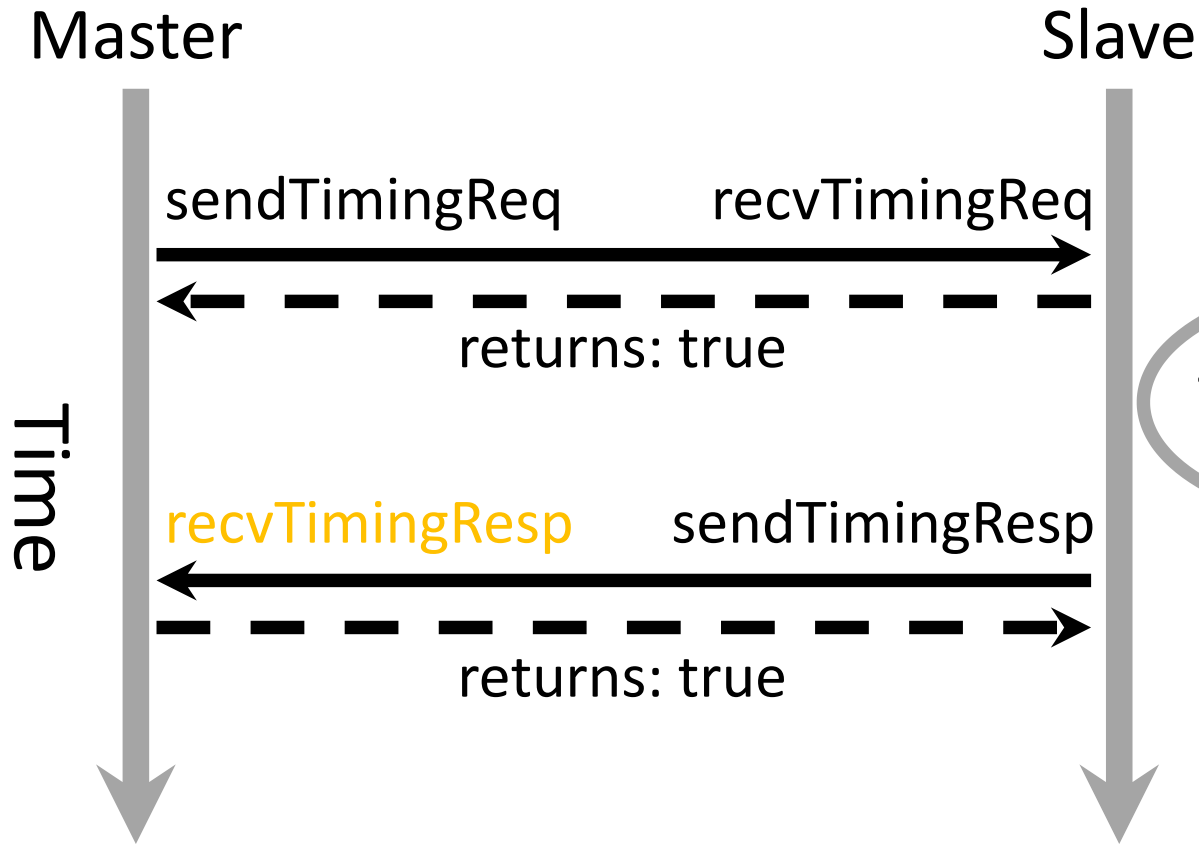 Master
Slave
sendTimingReq
recvTimingReq
returns: true
Time
recvTimingResp
sendTimingResp
returns: true